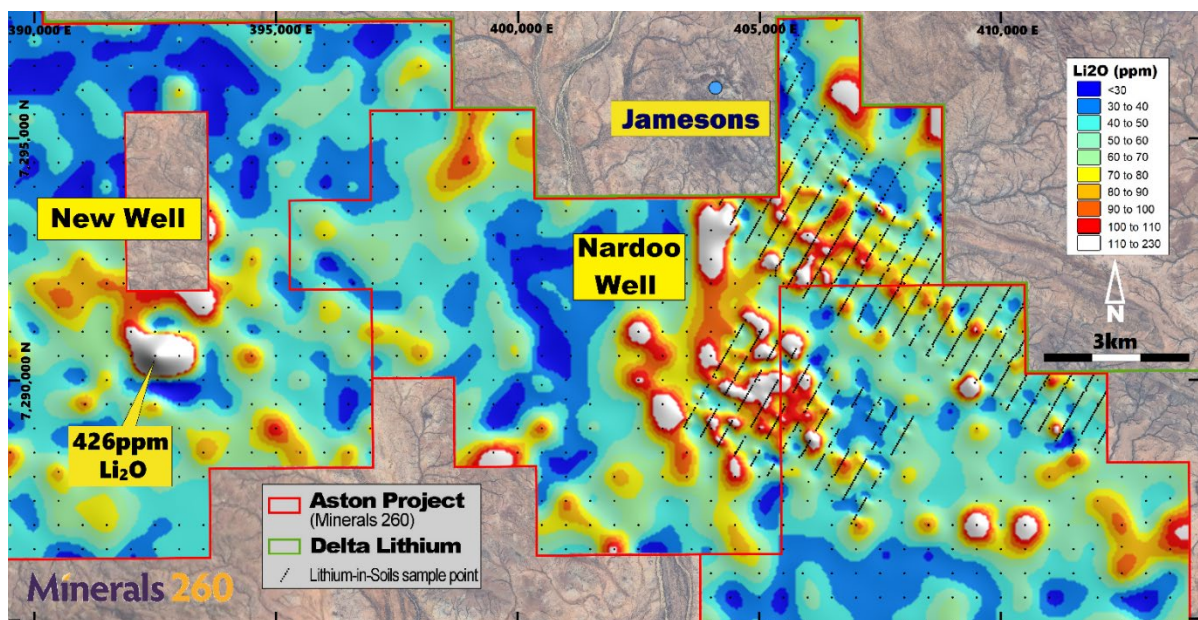 390,000 E
395,000 E
400,000 E
405,000 E
410,000 E
7,295,000 N
7,290,000 N
Jamesons
New Well
Nardoo
Well
426ppm
Li₂O
Li2O (ppm)
<30
30 to 40
40 to 50
50 to 60
60 to 70
70 to 80
80 to 90
90 to 100
100 to 110
110 to 230
N
3km
Aston Project
(Minerals 260)
Delta Lithium
Lithium-in-Soils sample point
Minerals 260